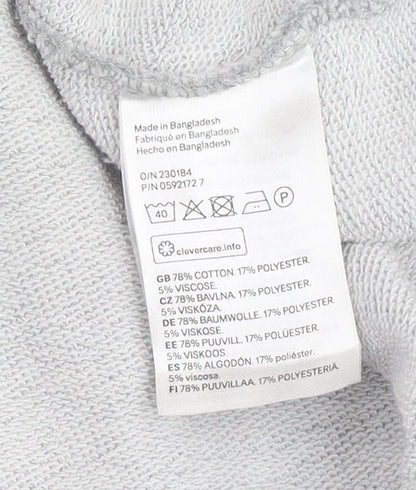 Made in Bangladesh
Fabriqué en Bangladesh
Hecho en Bangladesh
O/N 230184
P/N 0592172 7
40 P
clevercare.info
GB 78% COTTON. 17% POLYESTER.
5% VISCOSE.
CZ 78% BAVLNA. 17% POLYESTER.
5% VISKÓZA.
DE 78% BAUMWOLLE. 17% POLYESTER.
5% VISKOSE.
EE 78% PUUVILL. 17% POLÜESTER.
5% VISKOOS.
ES 78% ALGODÓN. 17% poliéster.
5% viscosa.
FI 78% PUUVILLAA. 17% POLYESTERIÄ.